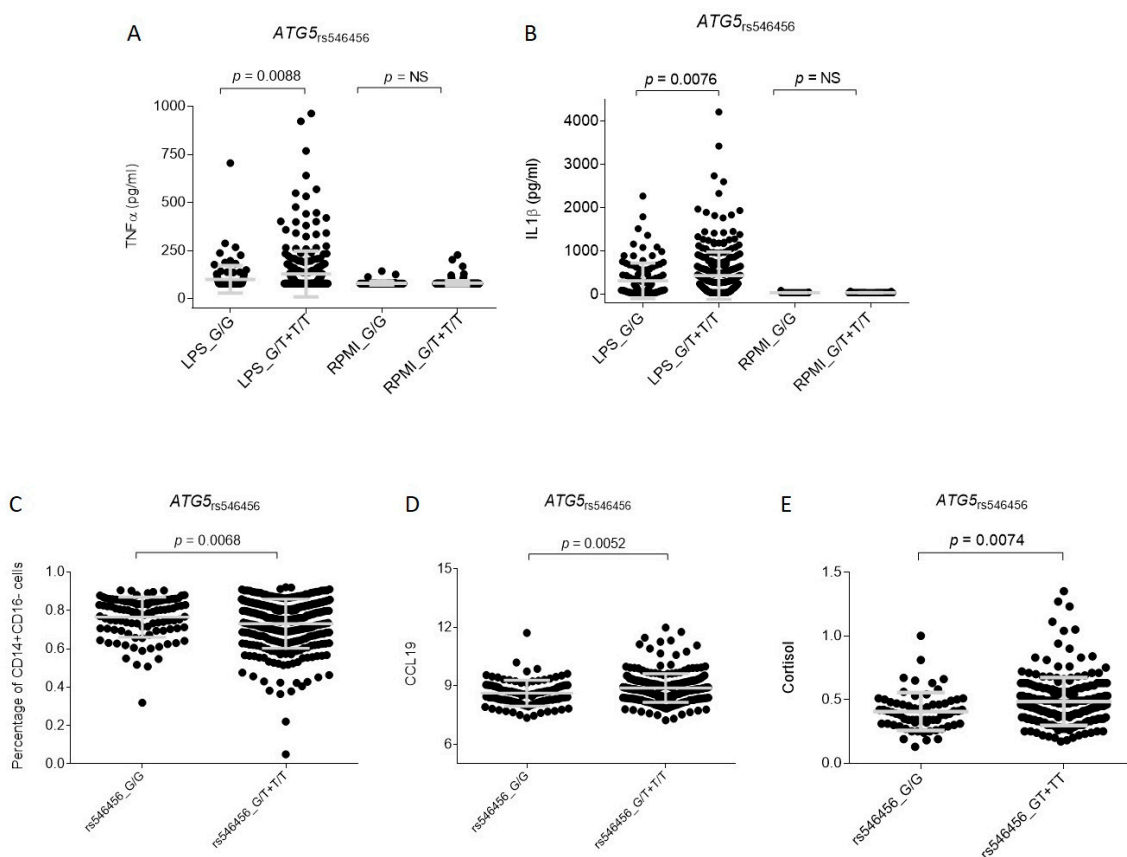 A
ATG5rs546456
p = 0.0088
p = NS
TNFα (pg/ml)
1000
750
500
250
0
LPS_G/G
LPS_G/T+T/T
RPMI_G/G
RPMI_G/T+T/T
B
ATG5rs546456
p = 0.0076
p = NS
IL1β (pg/ml)
4000
3000
2000
1000
0
LPS_G/G
LPS_G/T+T/T
RPMI_G/G
RPMI_G/T+T/T
C
ATG5rs546456
p = 0.0068
Percentage of CD14+CD16- cells
1.0
0.8
0.6
0.4
0.2
0.0
rs546456_G/G
rs546456_G/T+T/T
D
ATG5rs546456
p = 0.0052
CCL19
15
12
9
6
rs546456_G/G
rs546456_G/T+T/T
E
ATG5rs546456
p = 0.0074
Cortisol
1.5
1.0
0.5
0.0
rs546456_G/G
rs546456_GT+TT